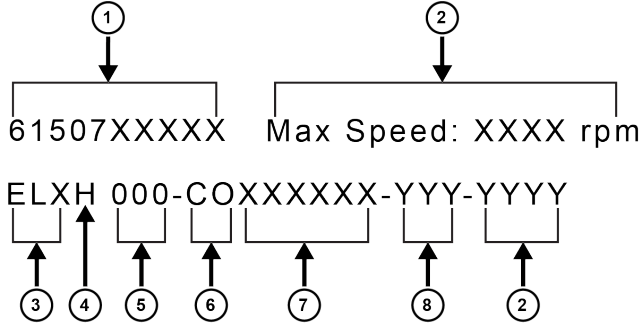 1 2
61507XXXXX Max Speed: XXXX rpm
ELXH 000-COXXXXXX-YYY-YYYY
3 4 5 6 7 8 2